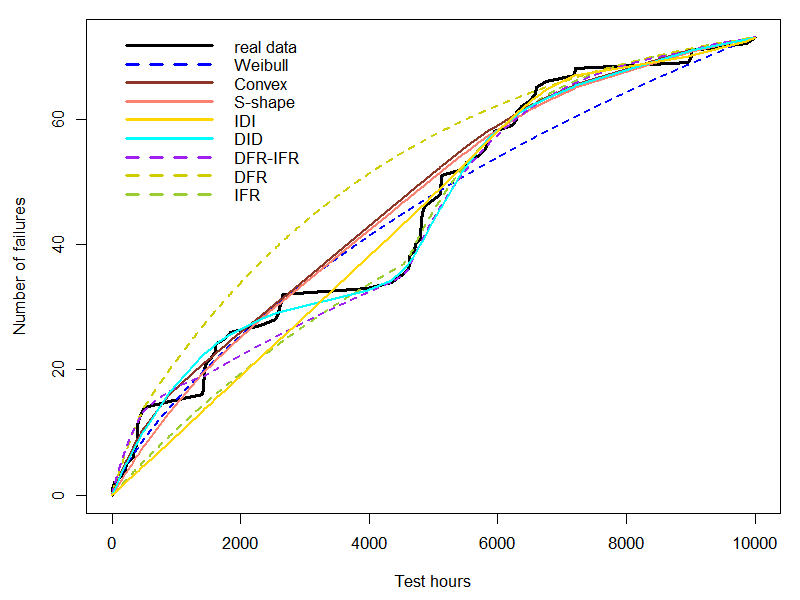 real data
Weibull
Convex
S-shape
IDI
DID
DFR-IFR
DFR
IFR
60
40
20
0
Number of failures
0 2000 4000 6000 8000 10000
Test hours